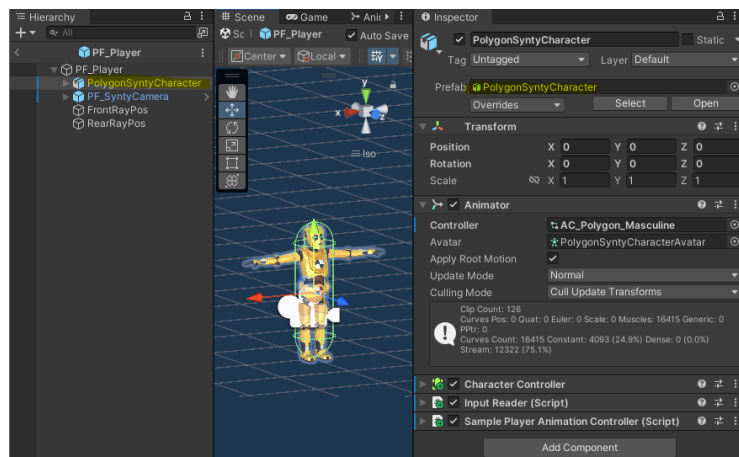 Hierarchy
All
PF_Player
PF_Player
PolygonSyntyCharacter
PF_SyntyCamera
FrontRayPos
RearRayPos
Scene
Game
Ani
Sc
PF_Player
Auto Save
Center
Local
y
x
z
Iso
Inspector
PolygonSyntyCharacter
Static
Tag Untagged
Layer Default
Prefab PolygonSyntyCharacter
Overrides
Select
Open
Transform
Position X 0 Y 0 Z 0
Rotation X 0 Y 0 Z 0
Scale X 1 Y 1 Z 1
Animator
Controller AC_Polygon_Masculine
Avatar PolygonSyntyCharacterAvatar
Apply Root Motion
Update Mode Normal
Culling Mode Cull Update Transforms
Clip Count: 126
Curves Pos: 0 Quat: 0 Euler: 0 Scale: 0 Muscles: 16415 Generic: 0
PPtr: 0
Curves Count: 16415 Constant: 4093 (24.9%) Dense: 0 (0.0%)
Stream: 12322 (75.1%)
Character Controller
Input Reader (Script)
Sample Player Animation Controller (Script)
Add Component